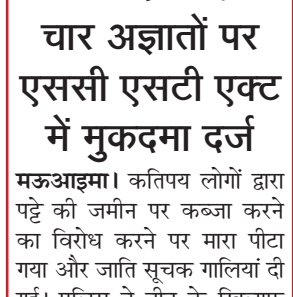 चार अज्ञातों पर
एससी एसटी एक्ट
में मुकदमा दर्ज
मऊआइमा। कतिपय लोगों द्वारा
पट्टे की जमीन पर कब्जा करने
का विरोध करने पर मारा पीटा
गया और जाति सूचक गालियां दी